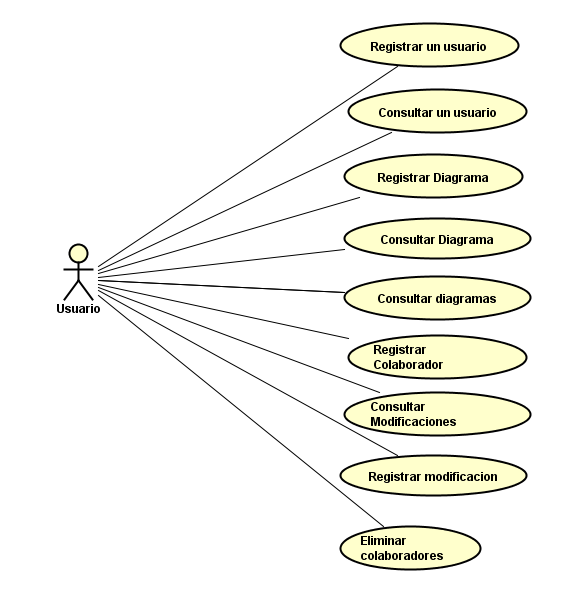 Registrar un usuario
Consultar un usuario
Registrar Diagrama
Consultar Diagrama
Consultar diagramas
Usuario
Registrar
Colaborador
Consultar
Modificaciones
Registrar modificacion
Eliminar
colaboradores